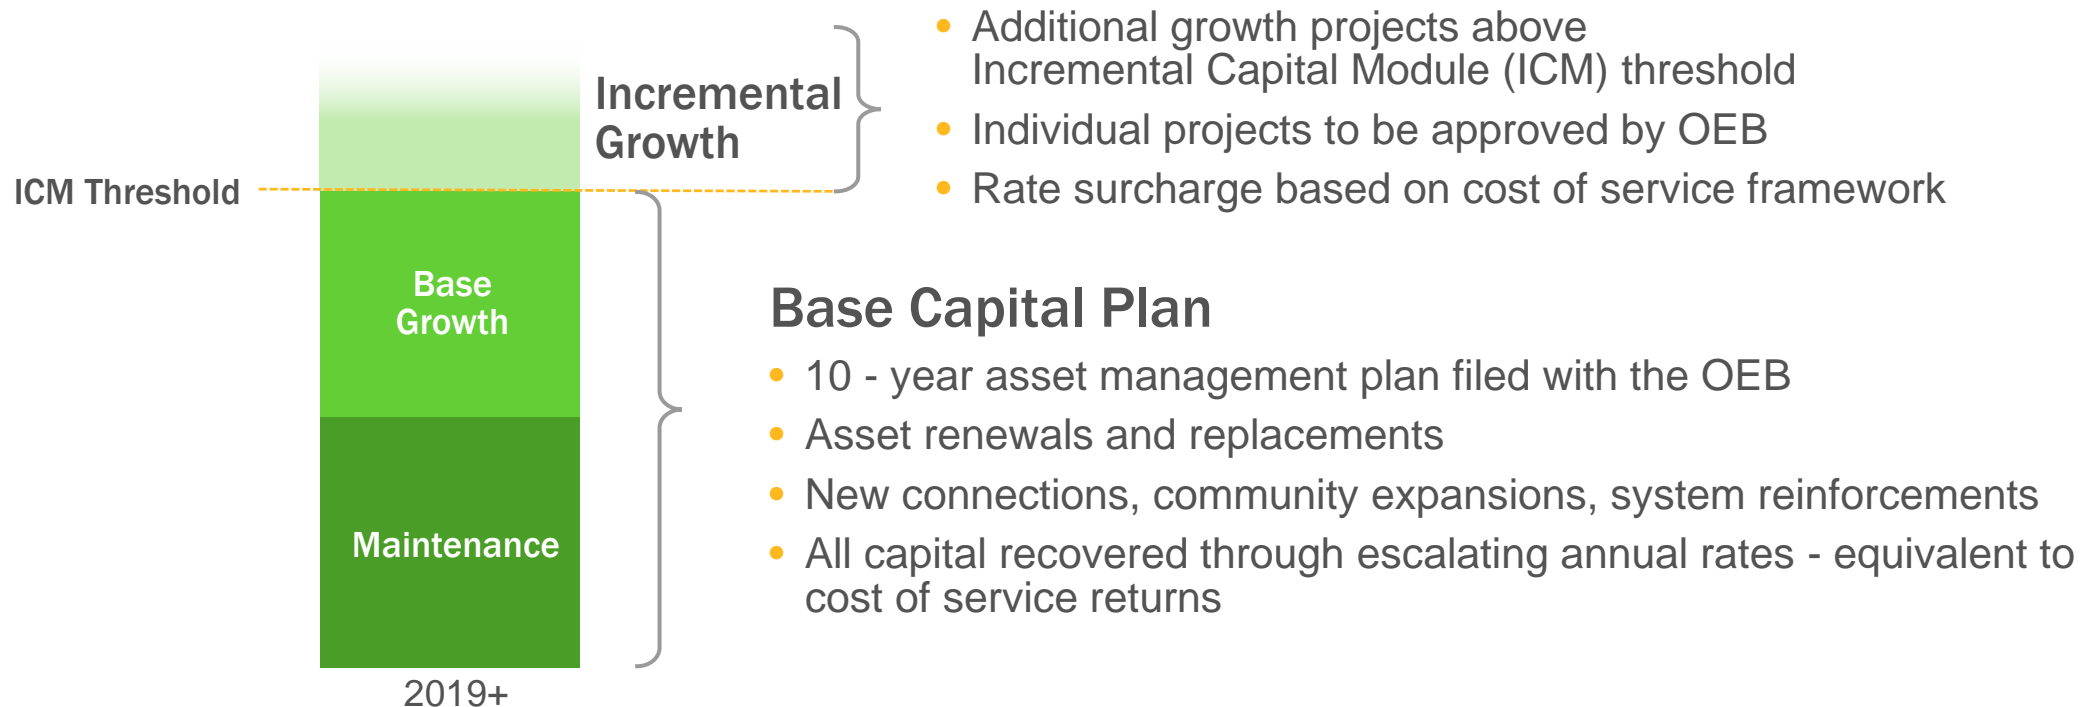 Additional growth projects above
Incremental Capital Module (ICM) threshold
Individual projects to be approved by OEB
Rate surcharge based on cost of service framework
Incremental
Growth
ICM Threshold
Base
Growth
Maintenance
2019+
Base Capital Plan
10 - year asset management plan filed with the OEB
Asset renewals and replacements
New connections, community expansions, system reinforcements
All capital recovered through escalating annual rates - equivalent to
cost of service returns